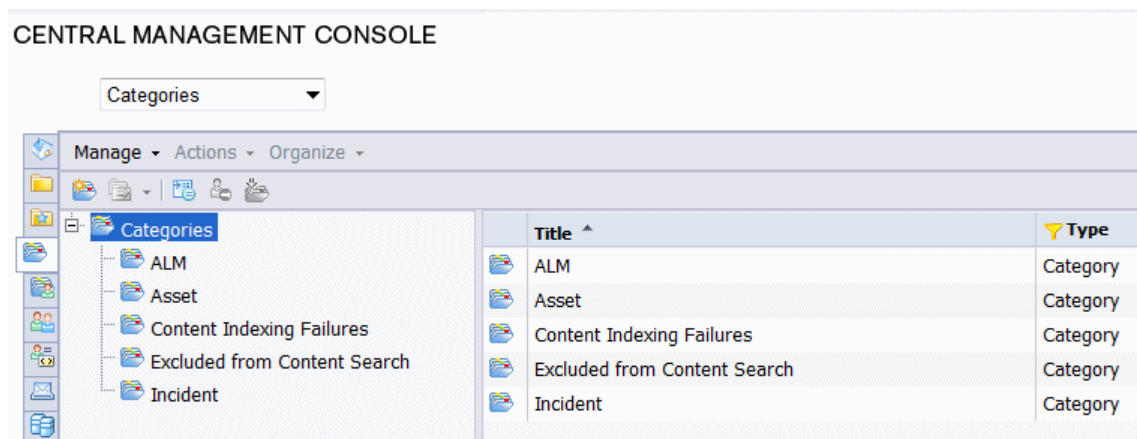 CENTRAL MANAGEMENT CONSOLE
Categories
Manage Actions Organize
Categories
ALM
Asset
Content Indexing Failures
Excluded from Content Search
Incident
Title Type
ALM Category
Asset Category
Content Indexing Failures Category
Excluded from Content Search Category
Incident Category